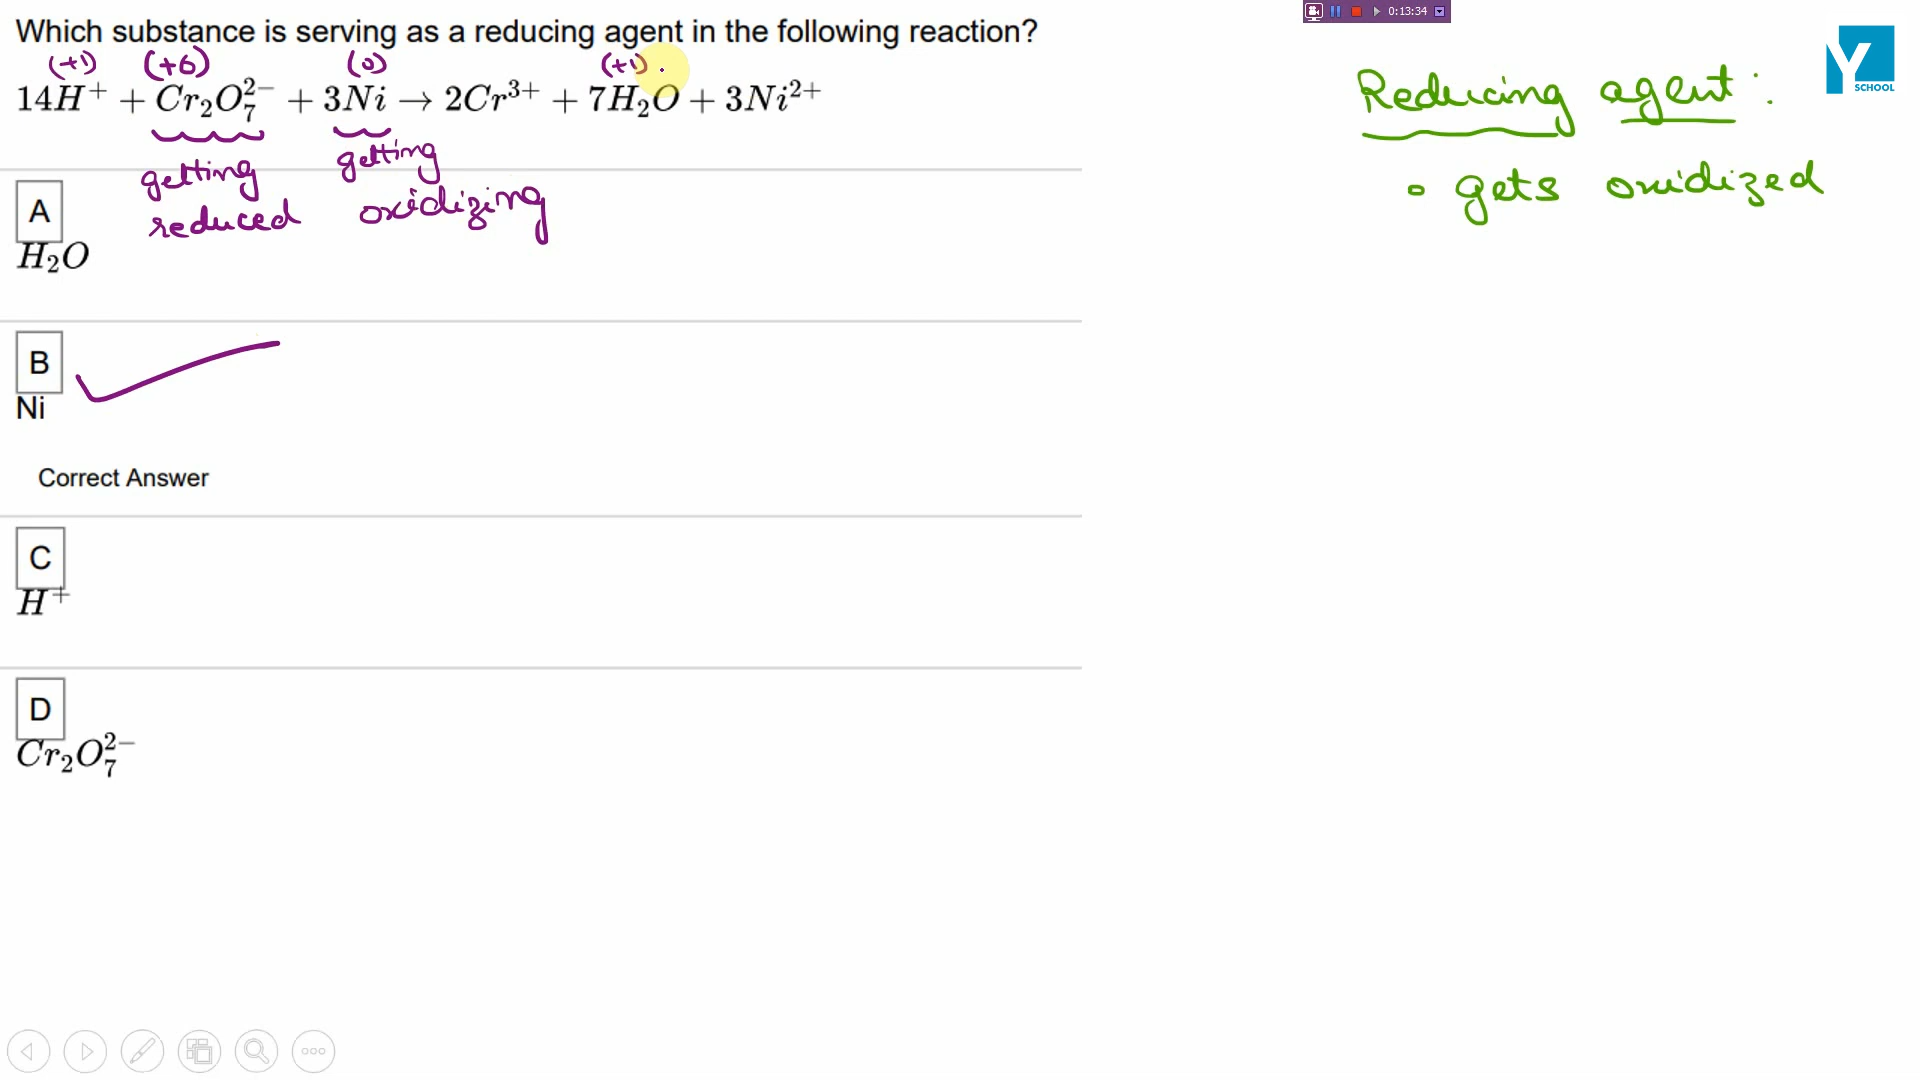 Which substance is serving as a reducing agent in the following reaction?
(+1) (+6) (0) (+1)
14H⁺ + Cr₂O₇²⁻ + 3Ni → 2Cr³⁺ + 7H₂O + 3Ni²⁺
getting reduced
getting oxidizing
A
H₂O
B
Ni
Correct Answer
C
H⁺
D
Cr₂O₇²⁻
0:13:34
Y
SCHOOL
Reducing agent :
• gets oxidized